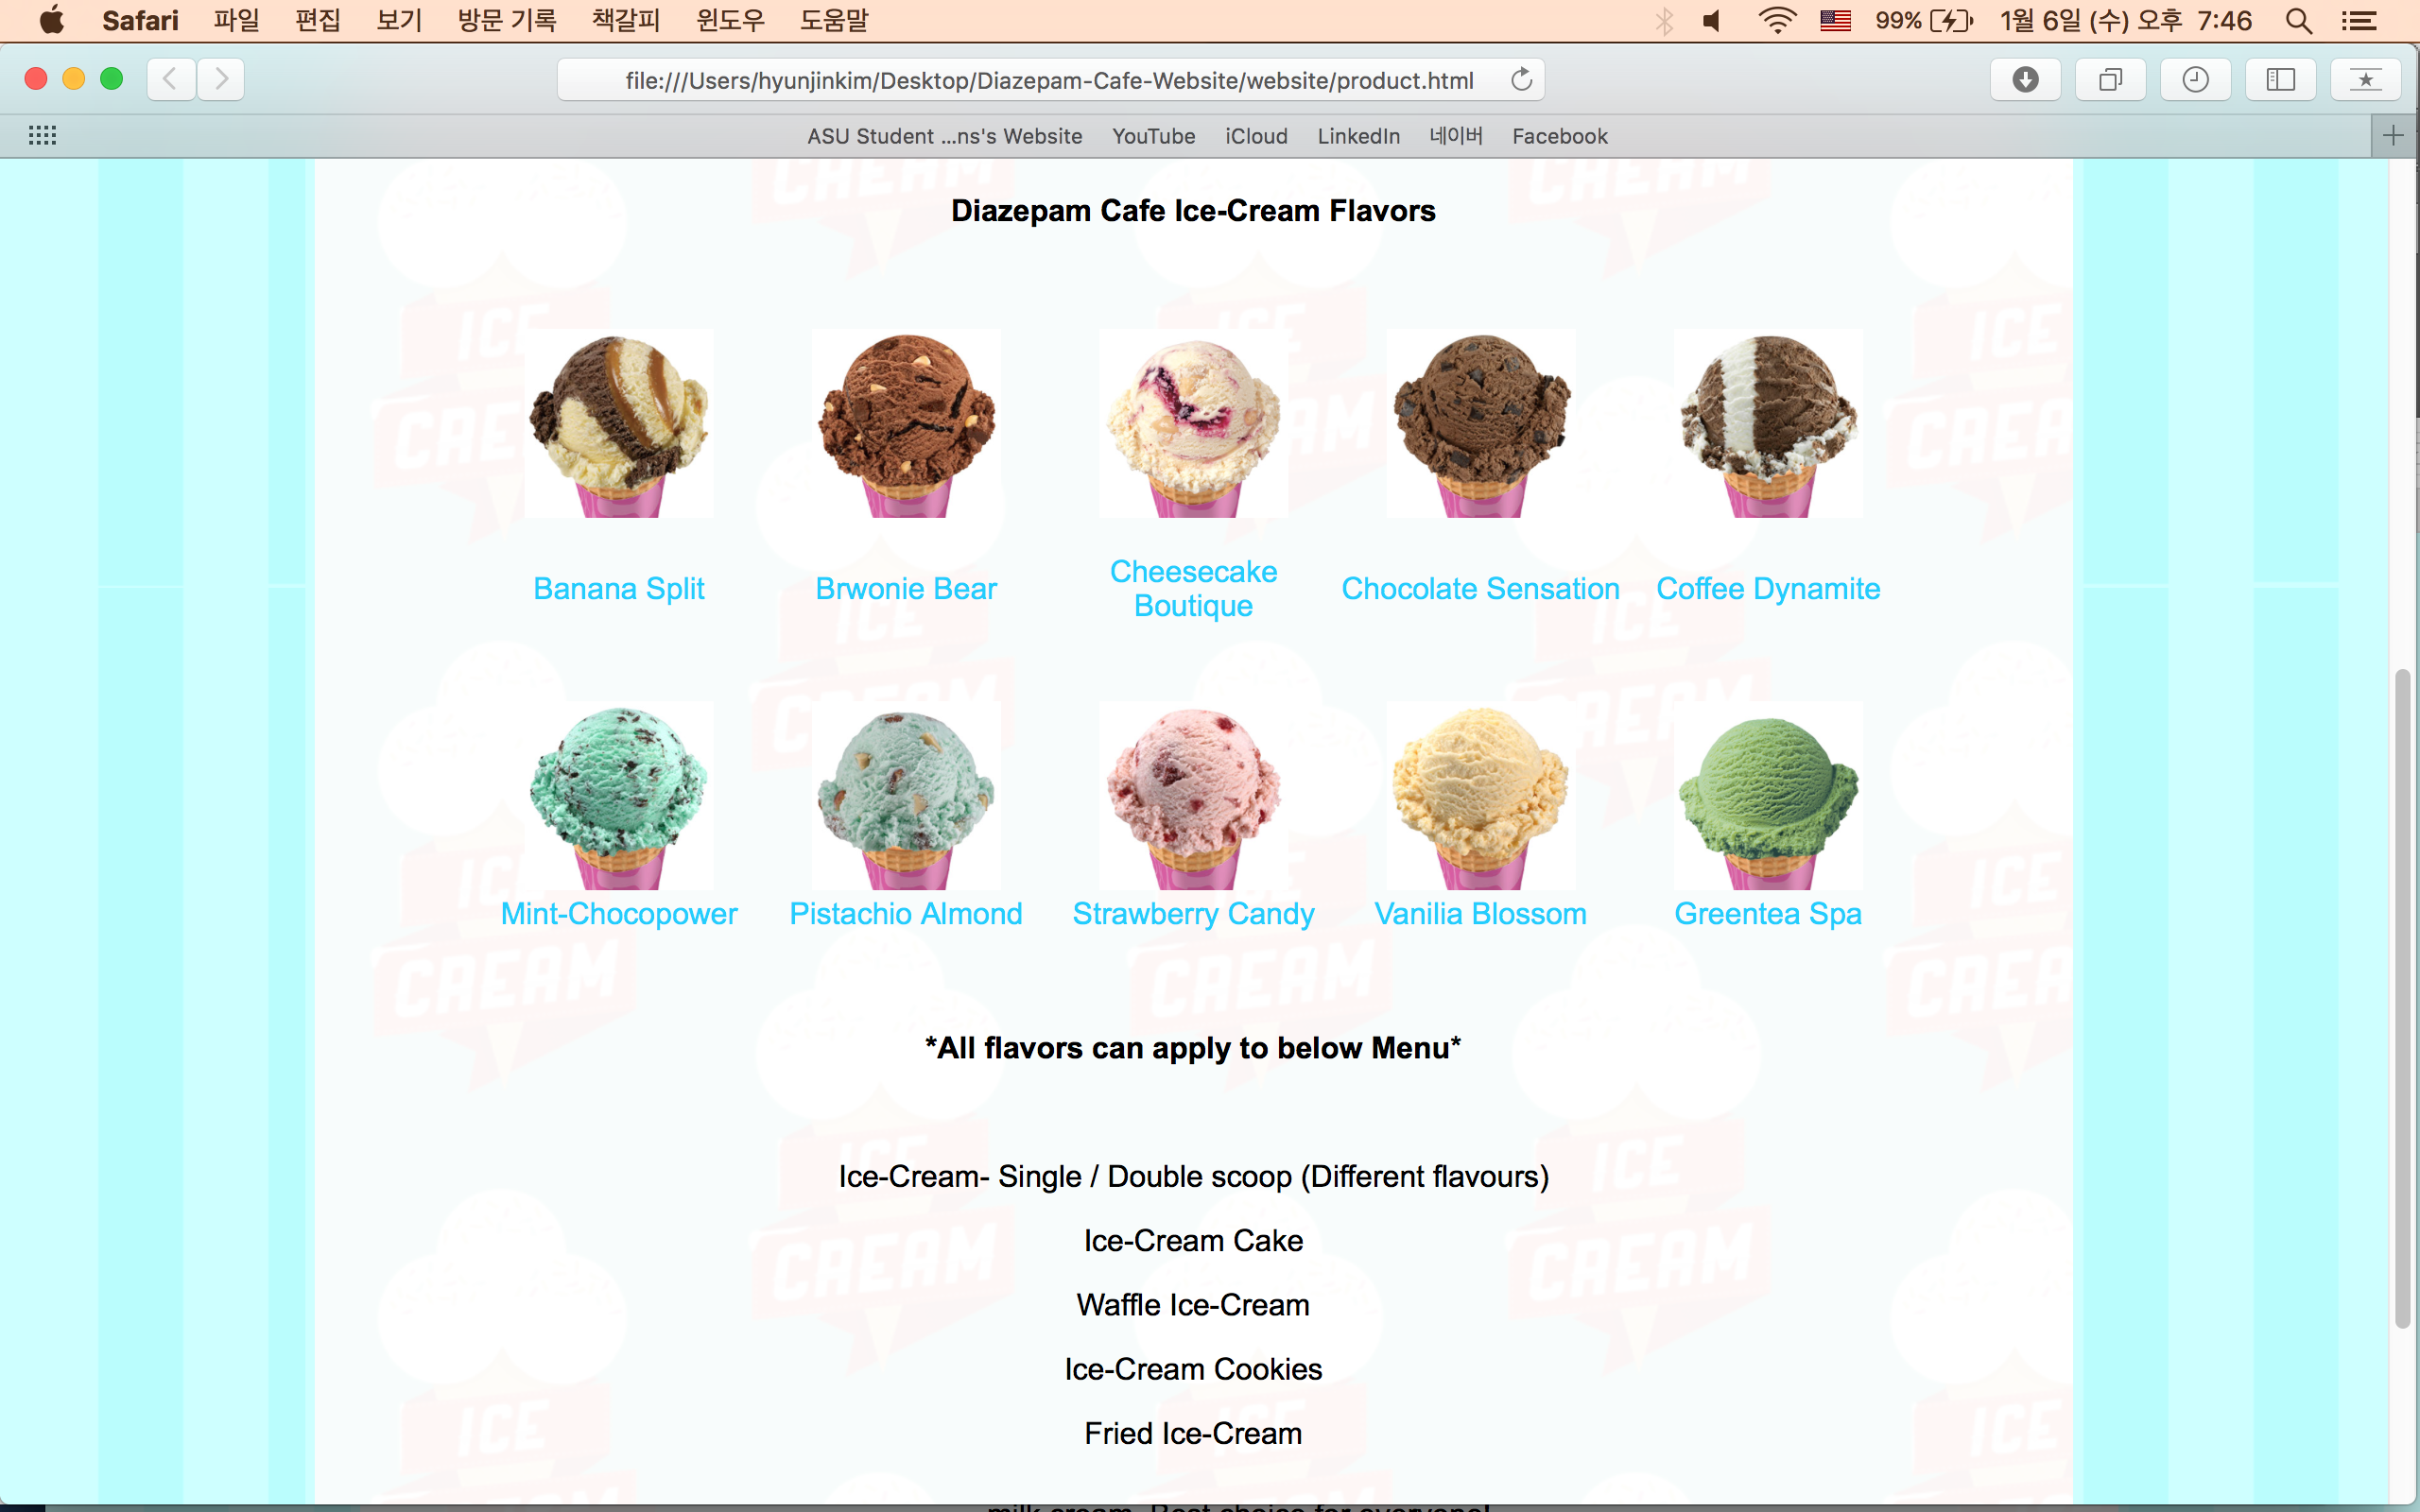 Safari 파일 편집 보기 방문 기록 책갈피 윈도우 도움말 99% 1월 6일 (수) 오후 7:46
file:///Users/hyunjinkim/Desktop/Diazepam-Cafe-Website/website/product.html
ASU Student ...ns's Website YouTube iCloud LinkedIn 네이버 Facebook
Diazepam Cafe Ice-Cream Flavors
Banana Split Brwonie Bear Cheesecake Boutique Chocolate Sensation Coffee Dynamite
Mint-Chocopower Pistachio Almond Strawberry Candy Vanilia Blossom Greentea Spa
*All flavors can apply to below Menu*
Ice-Cream- Single / Double scoop (Different flavours)
Ice-Cream Cake
Waffle Ice-Cream
Ice-Cream Cookies
Fried Ice-Cream
ICE
CREAM